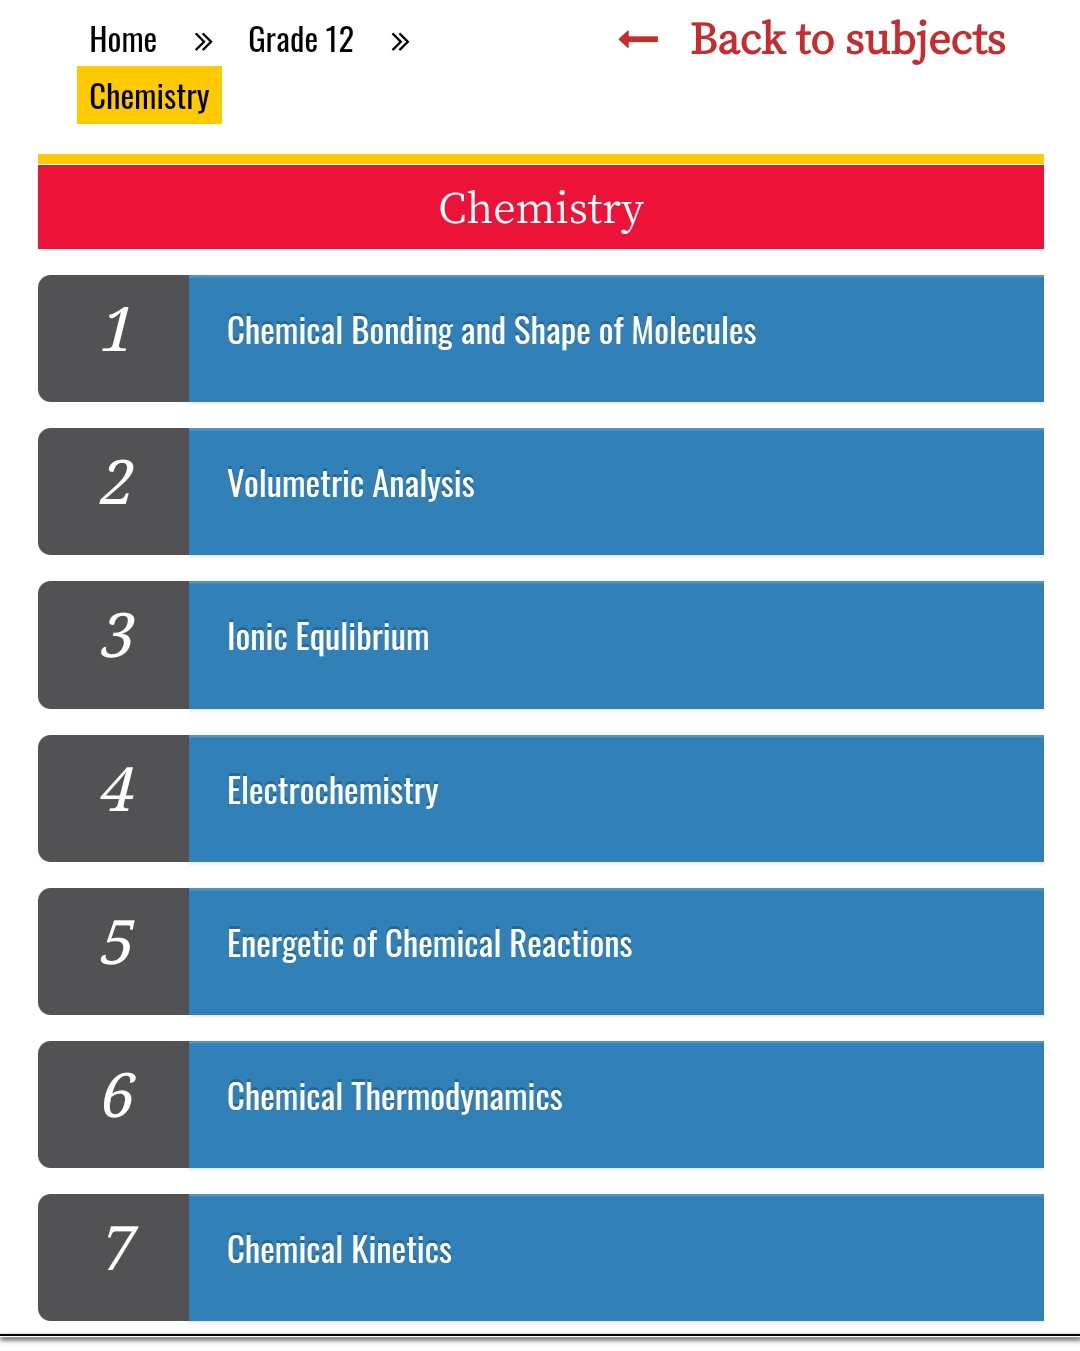 Home » Grade 12 »
← Back to subjects
Chemistry
Chemistry
1 Chemical Bonding and Shape of Molecules
2 Volumetric Analysis
3 Ionic Equlibrium
4 Electrochemistry
5 Energetic of Chemical Reactions
6 Chemical Thermodynamics
7 Chemical Kinetics